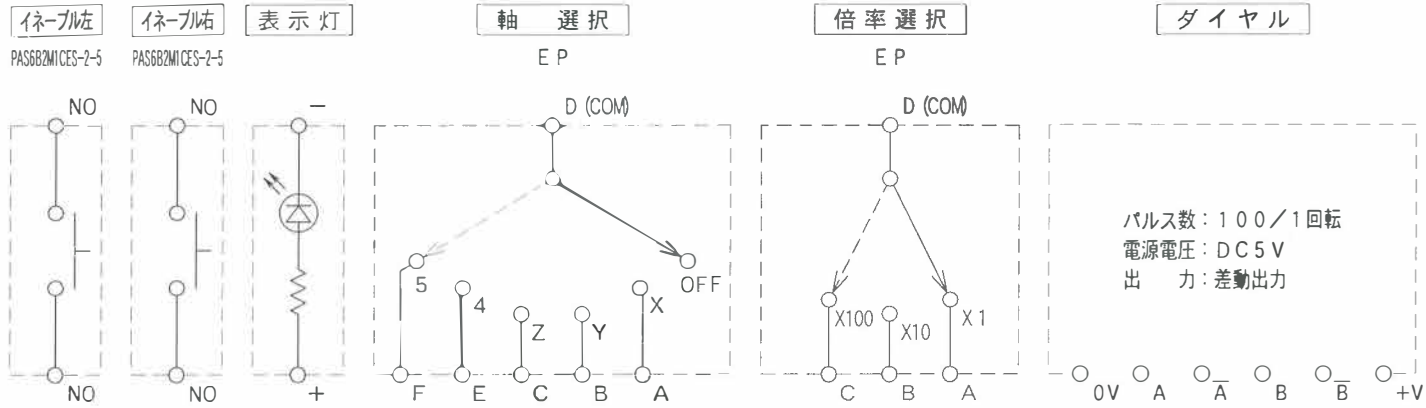 イネーブル左 イネーブル右 表示灯 軸 選択 倍率選択 ダイヤル
PAS6B2M1CES-2-5 PAS6B2M1CES-2-5 EP EP
NO NO − D (COM) D (COM)
パルス数：100／1回転
電源電圧：DC5V
出 力：差動出力
5 4 Z Y X OFF
X100 X10 X1
NO NO + F E C B A C B A 0V A A̅ B B̅ +V